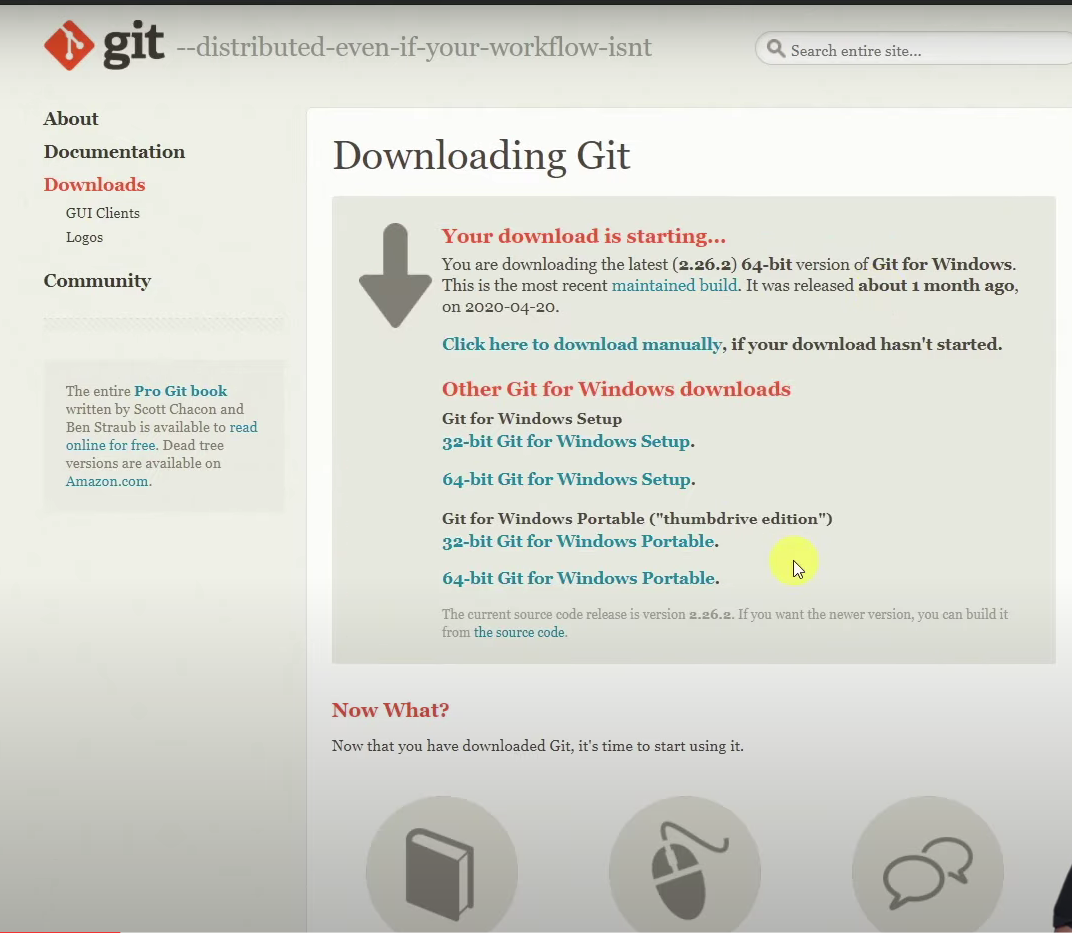 git --distributed-even-if-your-workflow-isnt
Search entire site...
About
Documentation
Downloads
GUI Clients
Logos
Community
The entire Pro Git book
written by Scott Chacon and
Ben Straub is available to read
online for free. Dead tree
versions are available on
Amazon.com.
Downloading Git
Your download is starting...
You are downloading the latest (2.26.2) 64-bit version of Git for Windows.
This is the most recent maintained build. It was released about 1 month ago,
on 2020-04-20.
Click here to download manually, if your download hasn't started.
Other Git for Windows downloads
Git for Windows Setup
32-bit Git for Windows Setup.
64-bit Git for Windows Setup.
Git for Windows Portable ("thumbdrive edition")
32-bit Git for Windows Portable.
64-bit Git for Windows Portable.
The current source code release is version 2.26.2. If you want the newer version, you can build it
from the source code.
Now What?
Now that you have downloaded Git, it's time to start using it.